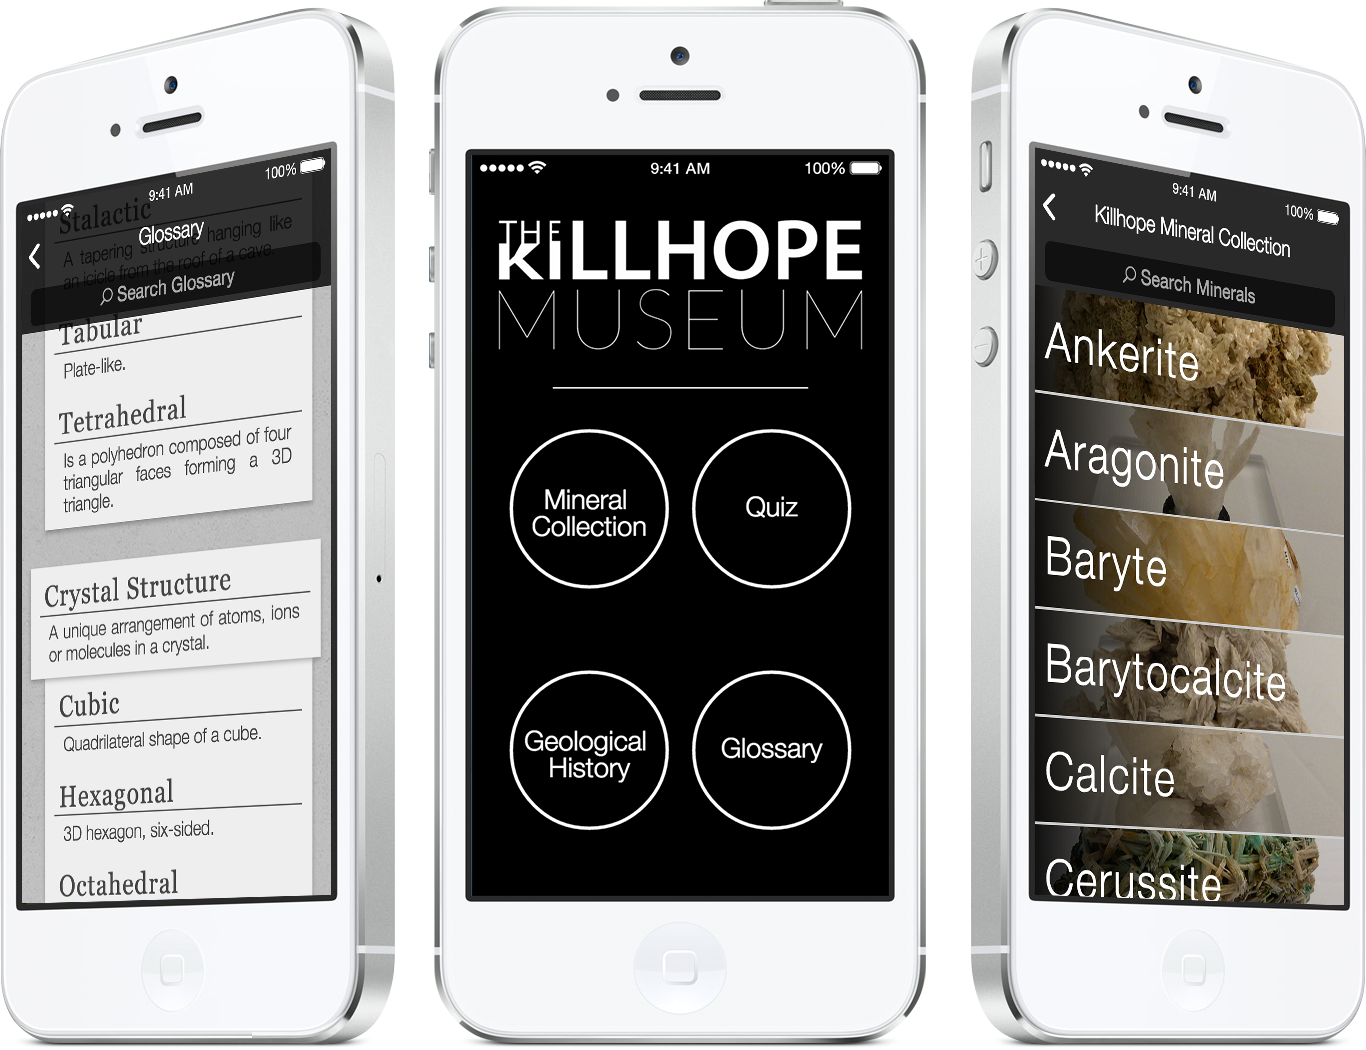 9:41 AM
100%
Stalactic
Glossary
A tapering structure hanging like
an icicle from the roof of a cave.
Search Glossary
Tabular
Plate-like.
Tetrahedral
Is a polyhedron composed of four
triangular faces forming a 3D
triangle.
Crystal Structure
A unique arrangement of atoms, ions
or molecules in a crystal.
Cubic
Quadrilateral shape of a cube.
Hexagonal
3D hexagon, six-sided.
Octahedral
9:41 AM
100%
THE
KiLLHOPE
MUSEUM
Mineral
Collection
Quiz
Geological
History
Glossary
9:41 AM
100%
Killhope Mineral Collection
Search Minerals
Ankerite
Aragonite
Baryte
Barytocalcite
Calcite
Cerussite